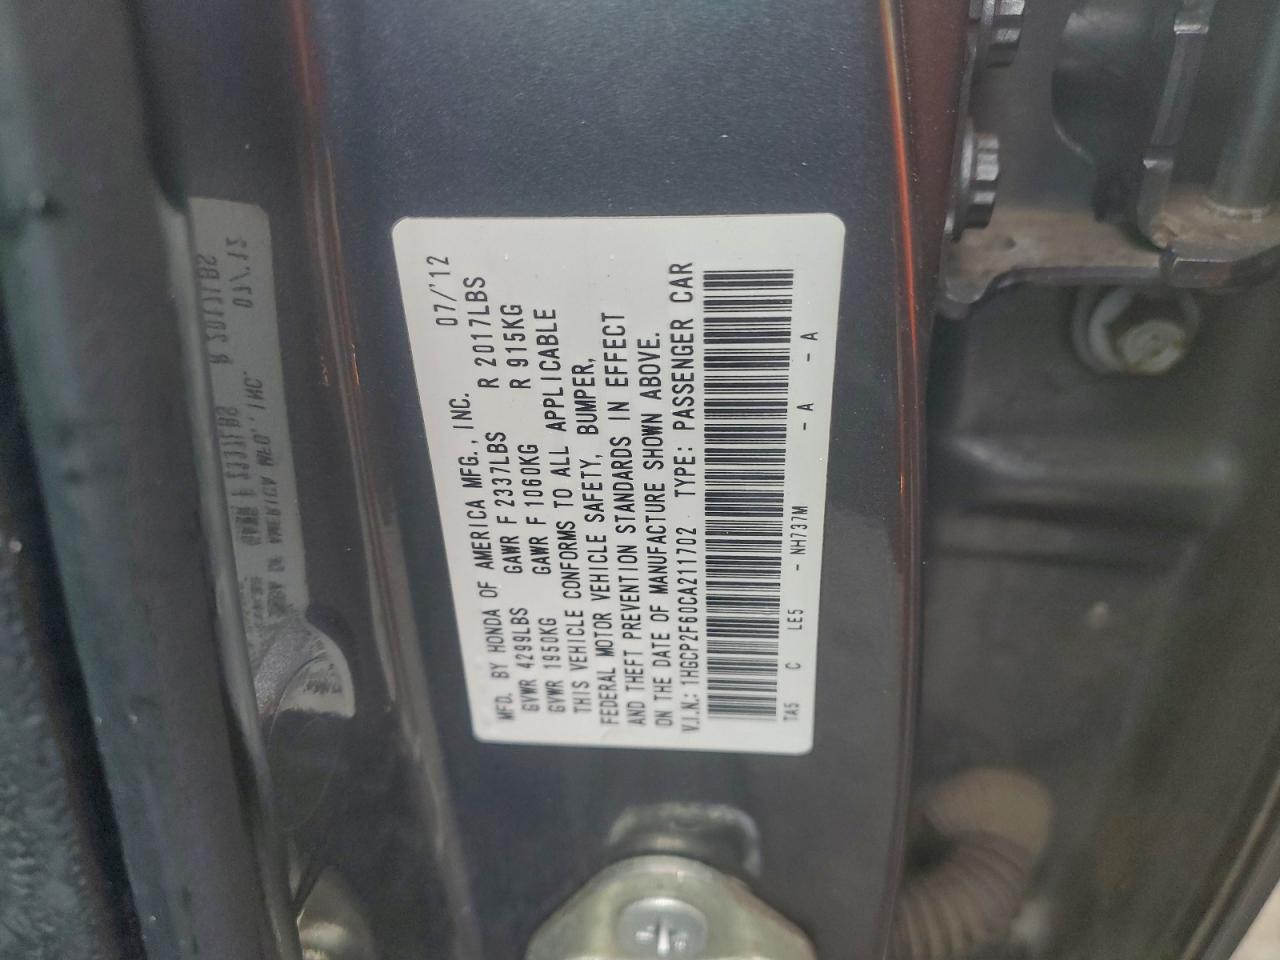 MFD. BY HONDA OF AMERICA MFG., INC. 07/'12
GVWR 4299LBS GAWR F 2337LBS R 2017LBS
GVWR 1950KG GAWR F 1060KG R 915KG
THIS VEHICLE CONFORMS TO ALL APPLICABLE
FEDERAL MOTOR VEHICLE SAFETY, BUMPER,
AND THEFT PREVENTION STANDARDS IN EFFECT
ON THE DATE OF MANUFACTURE SHOWN ABOVE.
V.I.N.: 1HGCP2F60CA211702 TYPE: PASSENGER CAR
TA5 C LE5 - NH737M - A - A